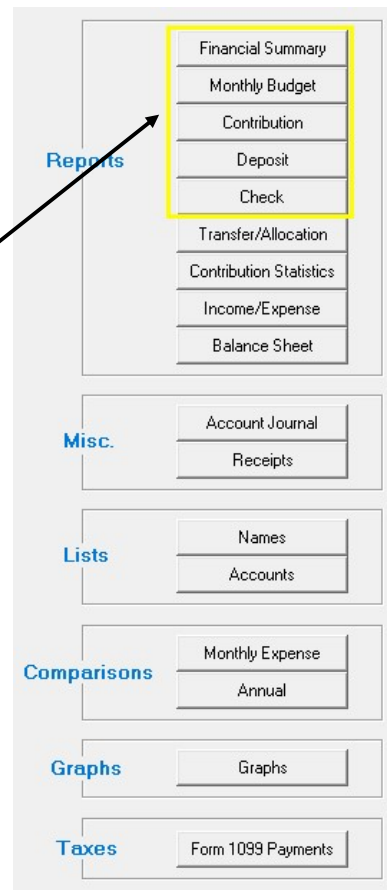 Reports
Financial Summary
Monthly Budget
Contribution
Deposit
Check
Transfer/Allocation
Contribution Statistics
Income/Expense
Balance Sheet
Misc.
Account Journal
Receipts
Lists
Names
Accounts
Comparisons
Monthly Expense
Annual
Graphs
Graphs
Taxes
Form 1099 Payments